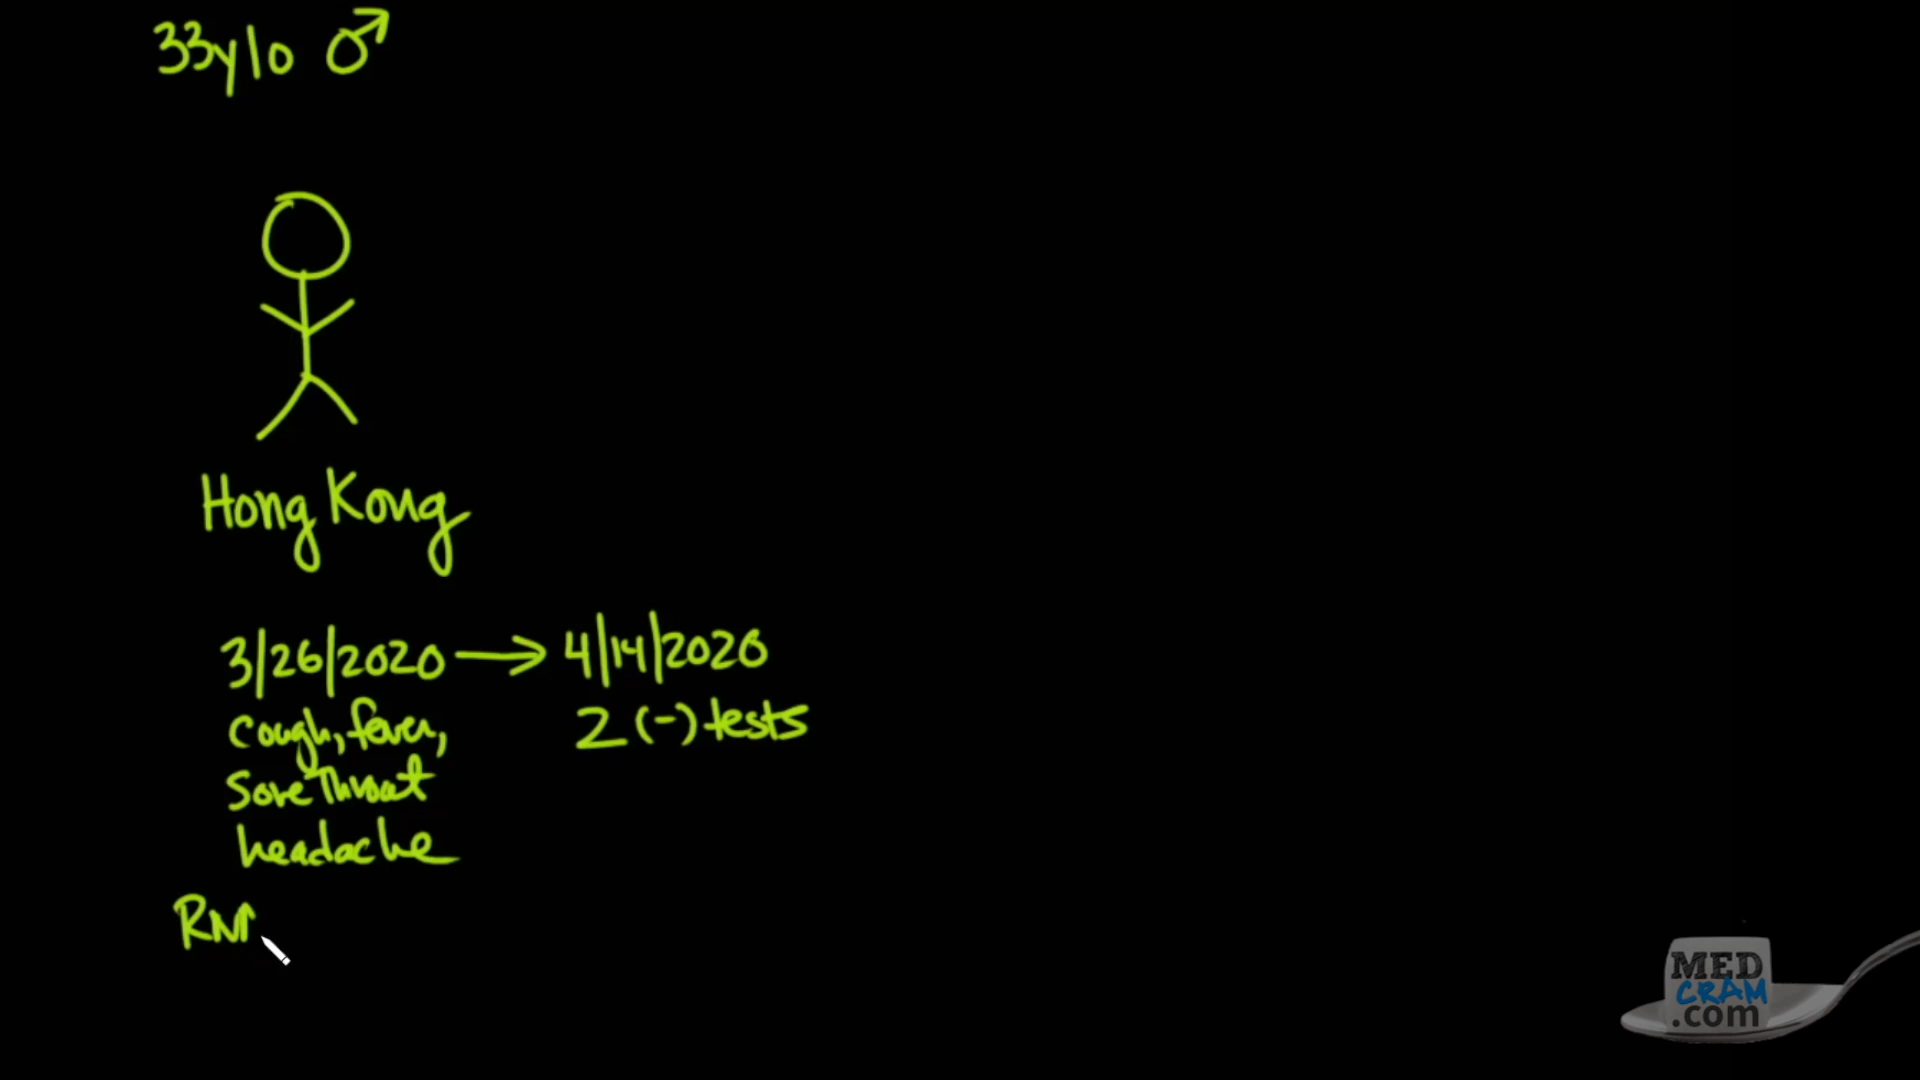 33y/o ♂
Hong Kong
3/26/2020 → 4/14/2020
cough, fever,
2 (-) tests
Sore Throat
headache
RN
MED
CRAM
.com